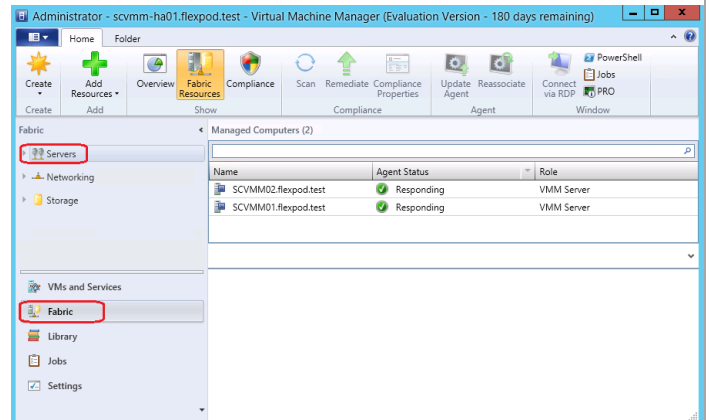 Administrator - scvmm-ha01.flexpod.test - Virtual Machine Manager (Evaluation Version - 180 days remaining)
Home Folder
Create
Add Resources
Overview
Fabric Resources
Compliance
Scan
Remediate
Compliance Properties
Update Agent
Reassociate
Connect via RDP
PowerShell
Jobs
PRO
Create Add Show Compliance Agent Window
Fabric
Managed Computers (2)
Servers
Networking
Storage
Name Agent Status Role
SCVMM02.flexpod.test Responding VMM Server
SCVMM01.flexpod.test Responding VMM Server
VMs and Services
Fabric
Library
Jobs
Settings